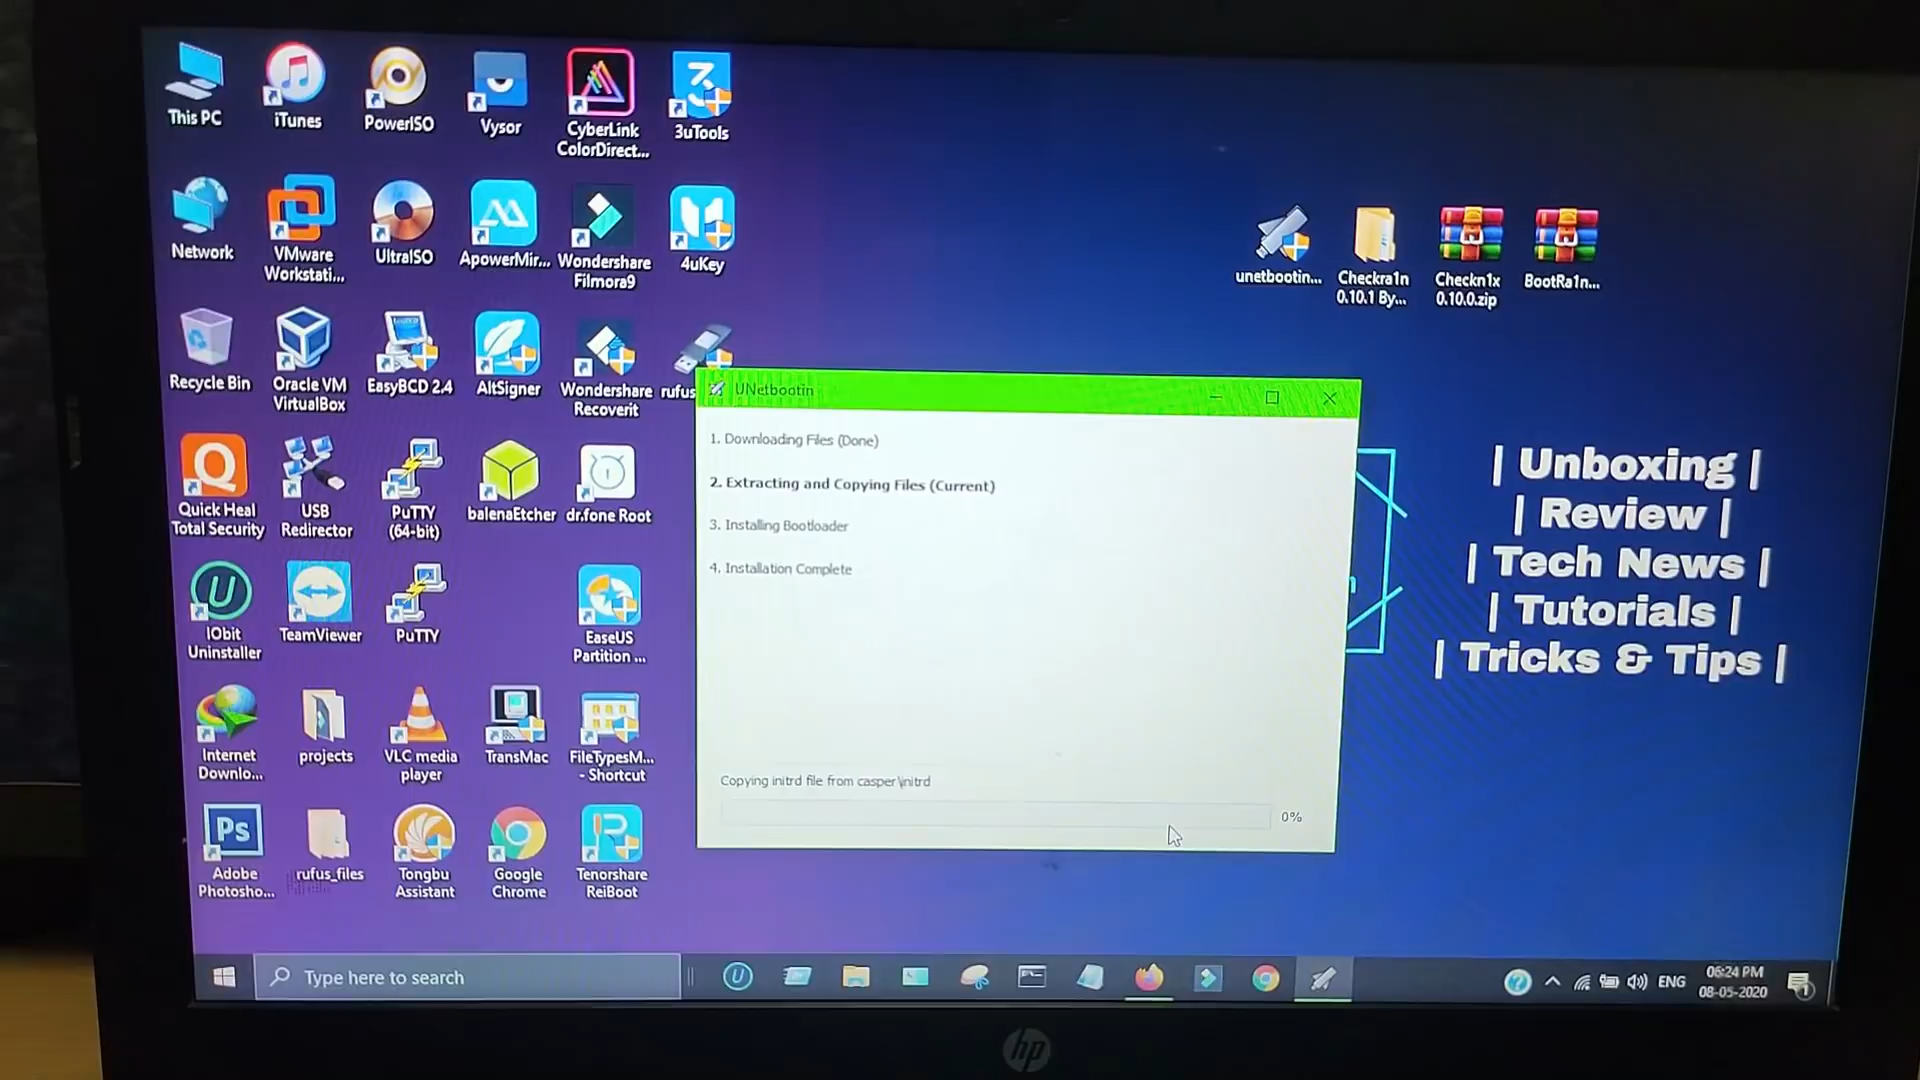 This PC
iTunes
PowerISO
Vysor
CyberLink
ColorDirect...
3uTools
Network
VMware
Workstati...
UltraISO
ApowerMir...
Wondershare
Filmora9
4uKey
unetbootin...
Checkra1n
0.10.1 By...
Checkn1x
0.10.0.zip
BootRa1n...
Recycle Bin
Oracle VM
VirtualBox
EasyBCD 2.4
AltSigner
Wondershare
Recoverit
rufus
UNetbootin
1. Downloading Files (Done)
2. Extracting and Copying Files (Current)
3. Installing Bootloader
4. Installation Complete
Copying initrd file from casper\initrd
0%
Quick Heal
Total Security
USB
Redirector
PuTTY
(64-bit)
balenaEtcher
dr.fone Root
| Unboxing |
| Review |
| Tech News |
| Tutorials |
| Tricks & Tips |
IObit
Uninstaller
TeamViewer
PuTTY
EaseUS
Partition ...
Internet
Downlo...
projects
VLC media
player
TransMac
FileTypesM...
- Shortcut
Ps
Adobe
Photosho...
rufus_files
Tongbu
Assistant
Google
Chrome
Tenorshare
ReiBoot
Type here to search
ENG
06:24 PM
08-05-2020
hp